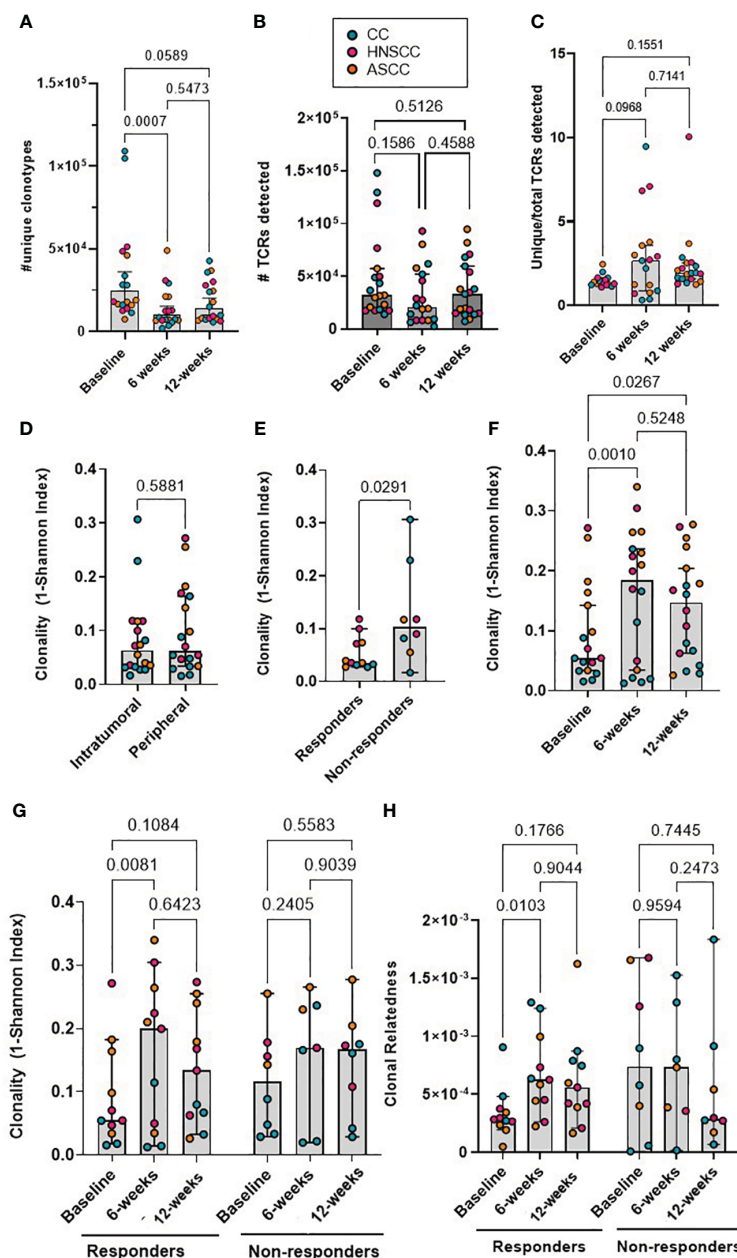 A
B
C
CC
HNSCC
ASCC
0.0589
0.5473
0.0007
1.5×10⁵
1×10⁵
5×10⁴
0
#unique clonotypes
Baseline
6 weeks
12-weeks
0.5126
0.1586
0.4588
2×10⁵
1.5×10⁵
1×10⁵
5×10⁴
0
# TCRs detected
Baseline
6 weeks
12 weeks
0.1551
0.7141
0.0968
15
10
5
0
Unique/total TCRs detected
Baseline
6 weeks
12 weeks
D
E
F
0.5881
0.4
0.3
0.2
0.1
0.0
Clonality (1-Shannon Index)
Intratumoral
Peripheral
0.0291
0.4
0.3
0.2
0.1
0.0
Clonality (1-Shannon Index)
Responders
Non-responders
0.0267
0.5248
0.0010
0.4
0.3
0.2
0.1
0.0
Clonality (1-Shannon Index)
Baseline
6-weeks
12-weeks
G
H
0.1084
0.0081
0.6423
0.5583
0.2405
0.9039
0.4
0.3
0.2
0.1
0.0
Clonality (1-Shannon Index)
Baseline
6-weeks
12-weeks
Baseline
6-weeks
12-weeks
Responders
Non-responders
0.1766
0.9044
0.0103
0.7445
0.2473
0.9594
2×10⁻³
1.5×10⁻³
1×10⁻³
5×10⁻⁴
0
Clonal Relatedness
Baseline
6-weeks
12-weeks
Baseline
6-weeks
12-weeks
Responders
Non-responders